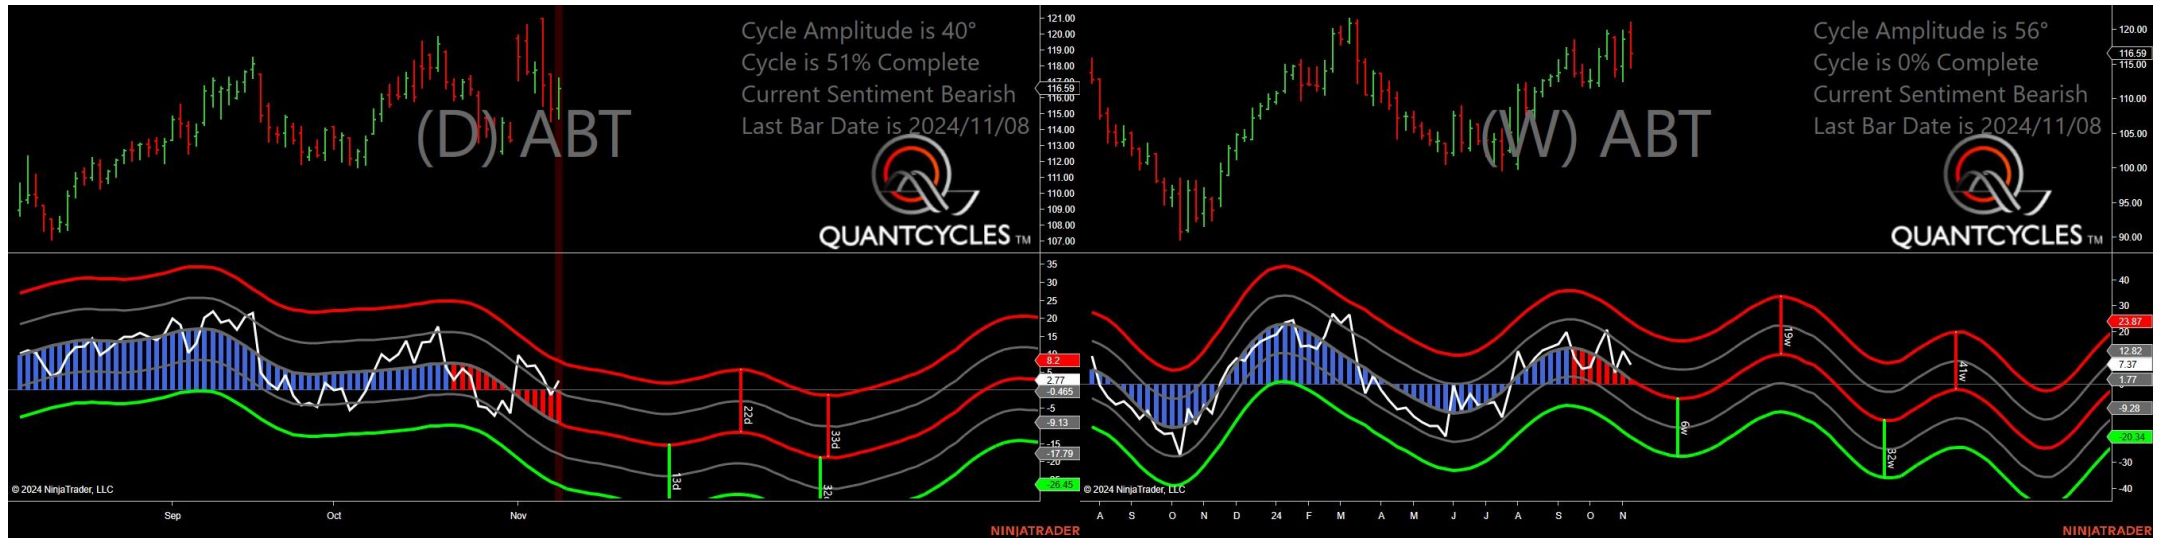 Cycle Amplitude is 40°
Cycle is 51% Complete
Current Sentiment Bearish
Last Bar Date is 2024/11/08
(D) ABT
QUANTCYCLES TM
121.00
120.00
119.00
118.00
117.00
116.59
116.00
115.00
114.00
113.00
112.00
111.00
110.00
109.00
108.00
107.00
35
30
25
20
15
8.2
5
2.77
-0.465
-5
-9.13
-15
-17.79
-20
-26.45
13d
22d
33d
© 2024 NinjaTrader, LLC
Sep
Oct
Nov
NINJATRADER
Cycle Amplitude is 56°
Cycle is 0% Complete
Current Sentiment Bearish
Last Bar Date is 2024/11/08
(W) ABT
QUANTCYCLES TM
120.00
116.59
115.00
110.00
105.00
100.00
95.00
90.00
40
30
23.87
20
12.82
7.37
1.77
-9.28
-20.34
-30
-40
6w
19w
32w
41w
© 2024 NinjaTrader, LLC
A S O N D 24 F M A M J J A S O N
NINJATRADER